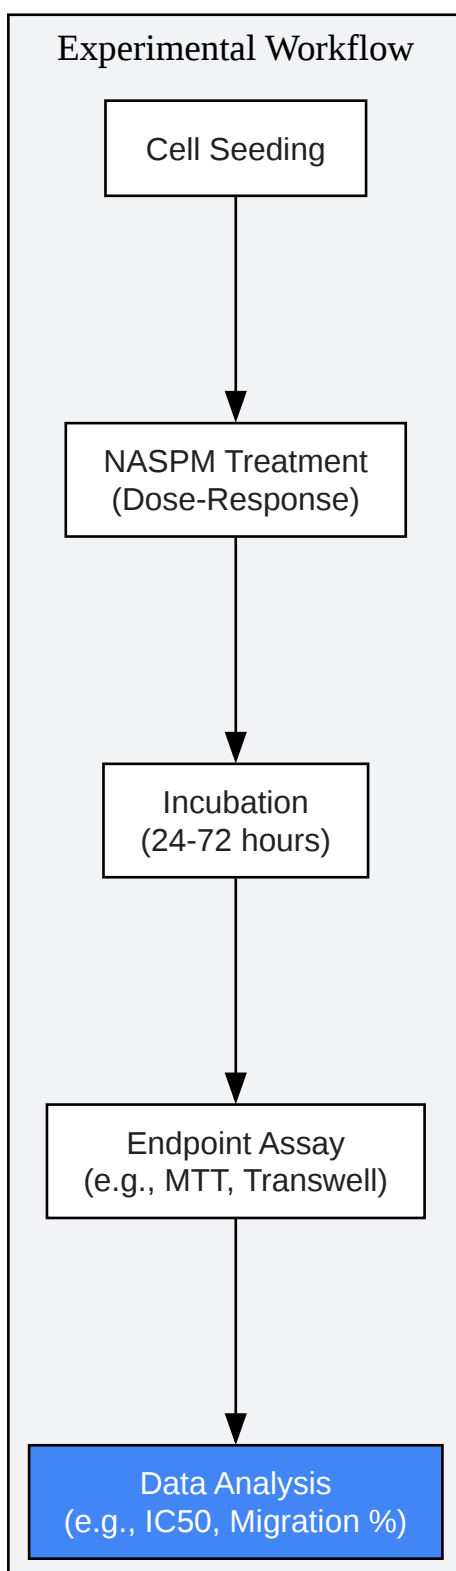 Experimental Workflow
Cell Seeding
NASPM Treatment
(Dose-Response)
Incubation
(24-72 hours)
Endpoint Assay
(e.g., MTT, Transwell)
Data Analysis
(e.g., IC50, Migration %)